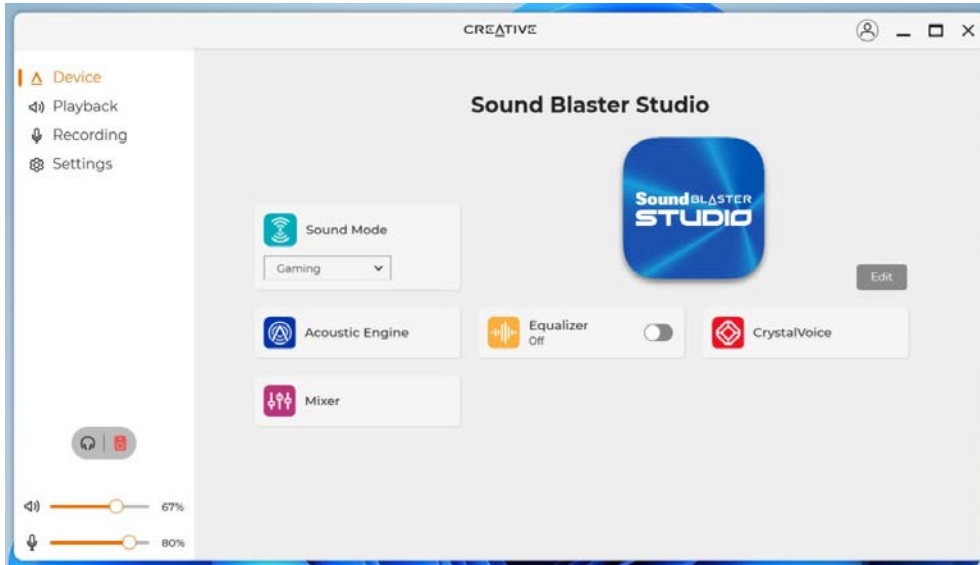 CREATIVE
Device
Playback
Recording
Settings
Sound Blaster Studio
Sound BLASTER
STUDIO
Sound Mode
Gaming
Edit
Acoustic Engine
Equalizer
Off
CrystalVoice
Mixer
67%
80%